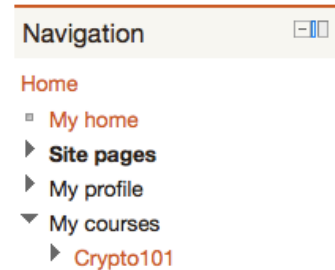 Navigation
Home
My home
Site pages
My profile
My courses
Crypto101